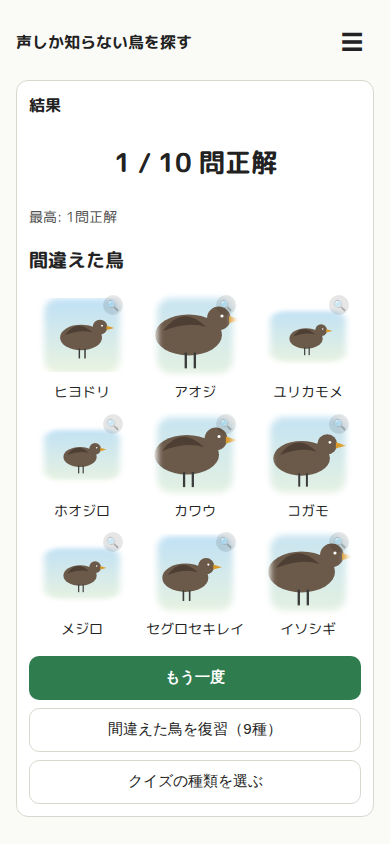 声しか知らない鳥を探す
結果
1 / 10 問正解
最高: 1問正解
間違えた鳥
ヒヨドリ
アオジ
ユリカモメ
ホオジロ
カワウ
コガモ
メジロ
セグロセキレイ
イソシギ
もう一度
間違えた鳥を復習（9種）
クイズの種類を選ぶ